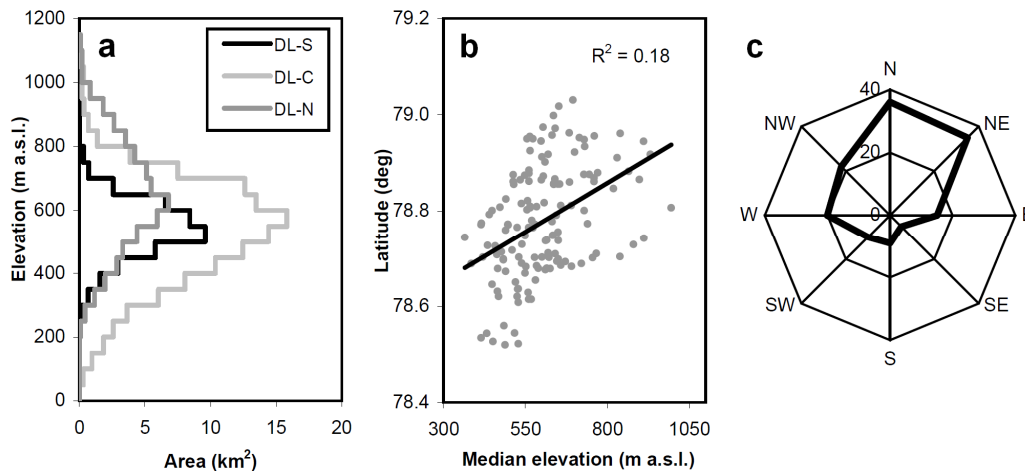 a
DL-S
DL-C
DL-N
1200
1000
800
600
400
200
0
Elevation (m a.s.l.)
0
5
10
15
20
Area (km²)
b
R² = 0.18
79.2
79.0
78.8
78.6
78.4
Latitude (deg)
300
550
800
1050
Median elevation (m a.s.l.)
c
N
NE
E
SE
S
SW
W
NW
40
20
0